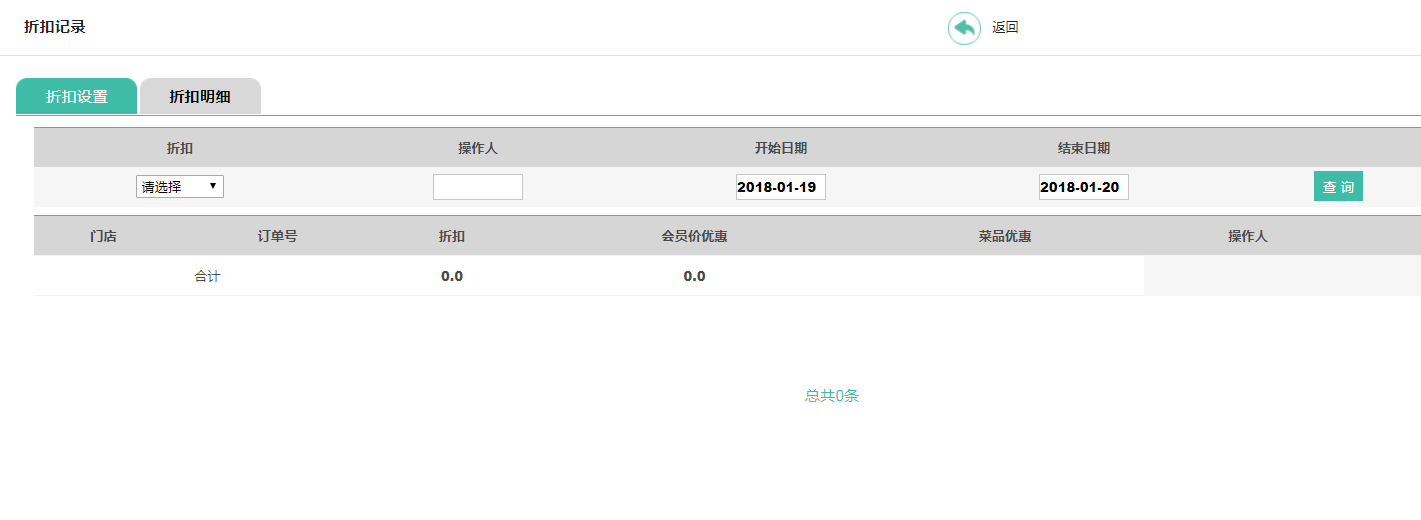 折扣记录 返回
折扣设置 折扣明细
折扣 操作人 开始日期 结束日期
请选择 2018-01-19 2018-01-20 查 询
门店 订单号 折扣 会员价优惠 菜品优惠 操作人
合计 0.0 0.0
总共0条